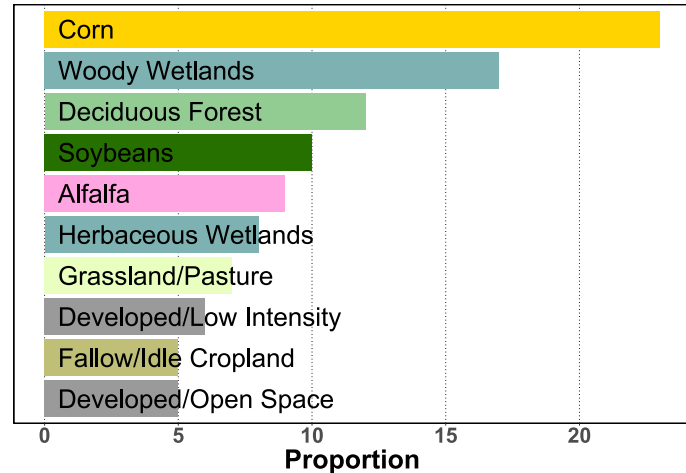 Corn
Woody Wetlands
Deciduous Forest
Soybeans
Alfalfa
Herbaceous Wetlands
Grassland/Pasture
Developed/Low Intensity
Fallow/Idle Cropland
Developed/Open Space
0 5 10 15 20
Proportion